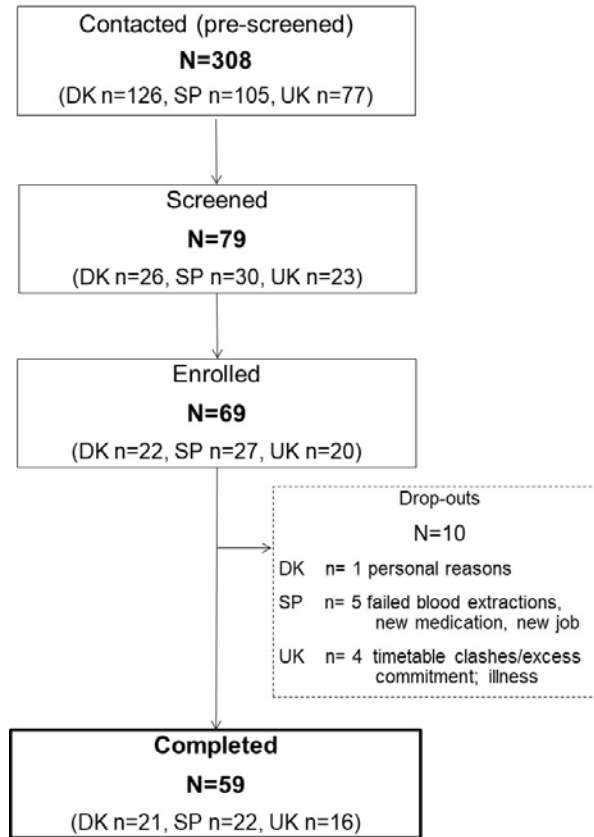 Contacted (pre-screened)
N=308
(DK n=126, SP n=105, UK n=77)
Screened
N=79
(DK n=26, SP n=30, UK n=23)
Enrolled
N=69
(DK n=22, SP n=27, UK n=20)
Drop-outs
N=10
DK n= 1 personal reasons
SP n= 5 failed blood extractions,
new medication, new job
UK n= 4 timetable clashes/excess
commitment; illness
Completed
N=59
(DK n=21, SP n=22, UK n=16)